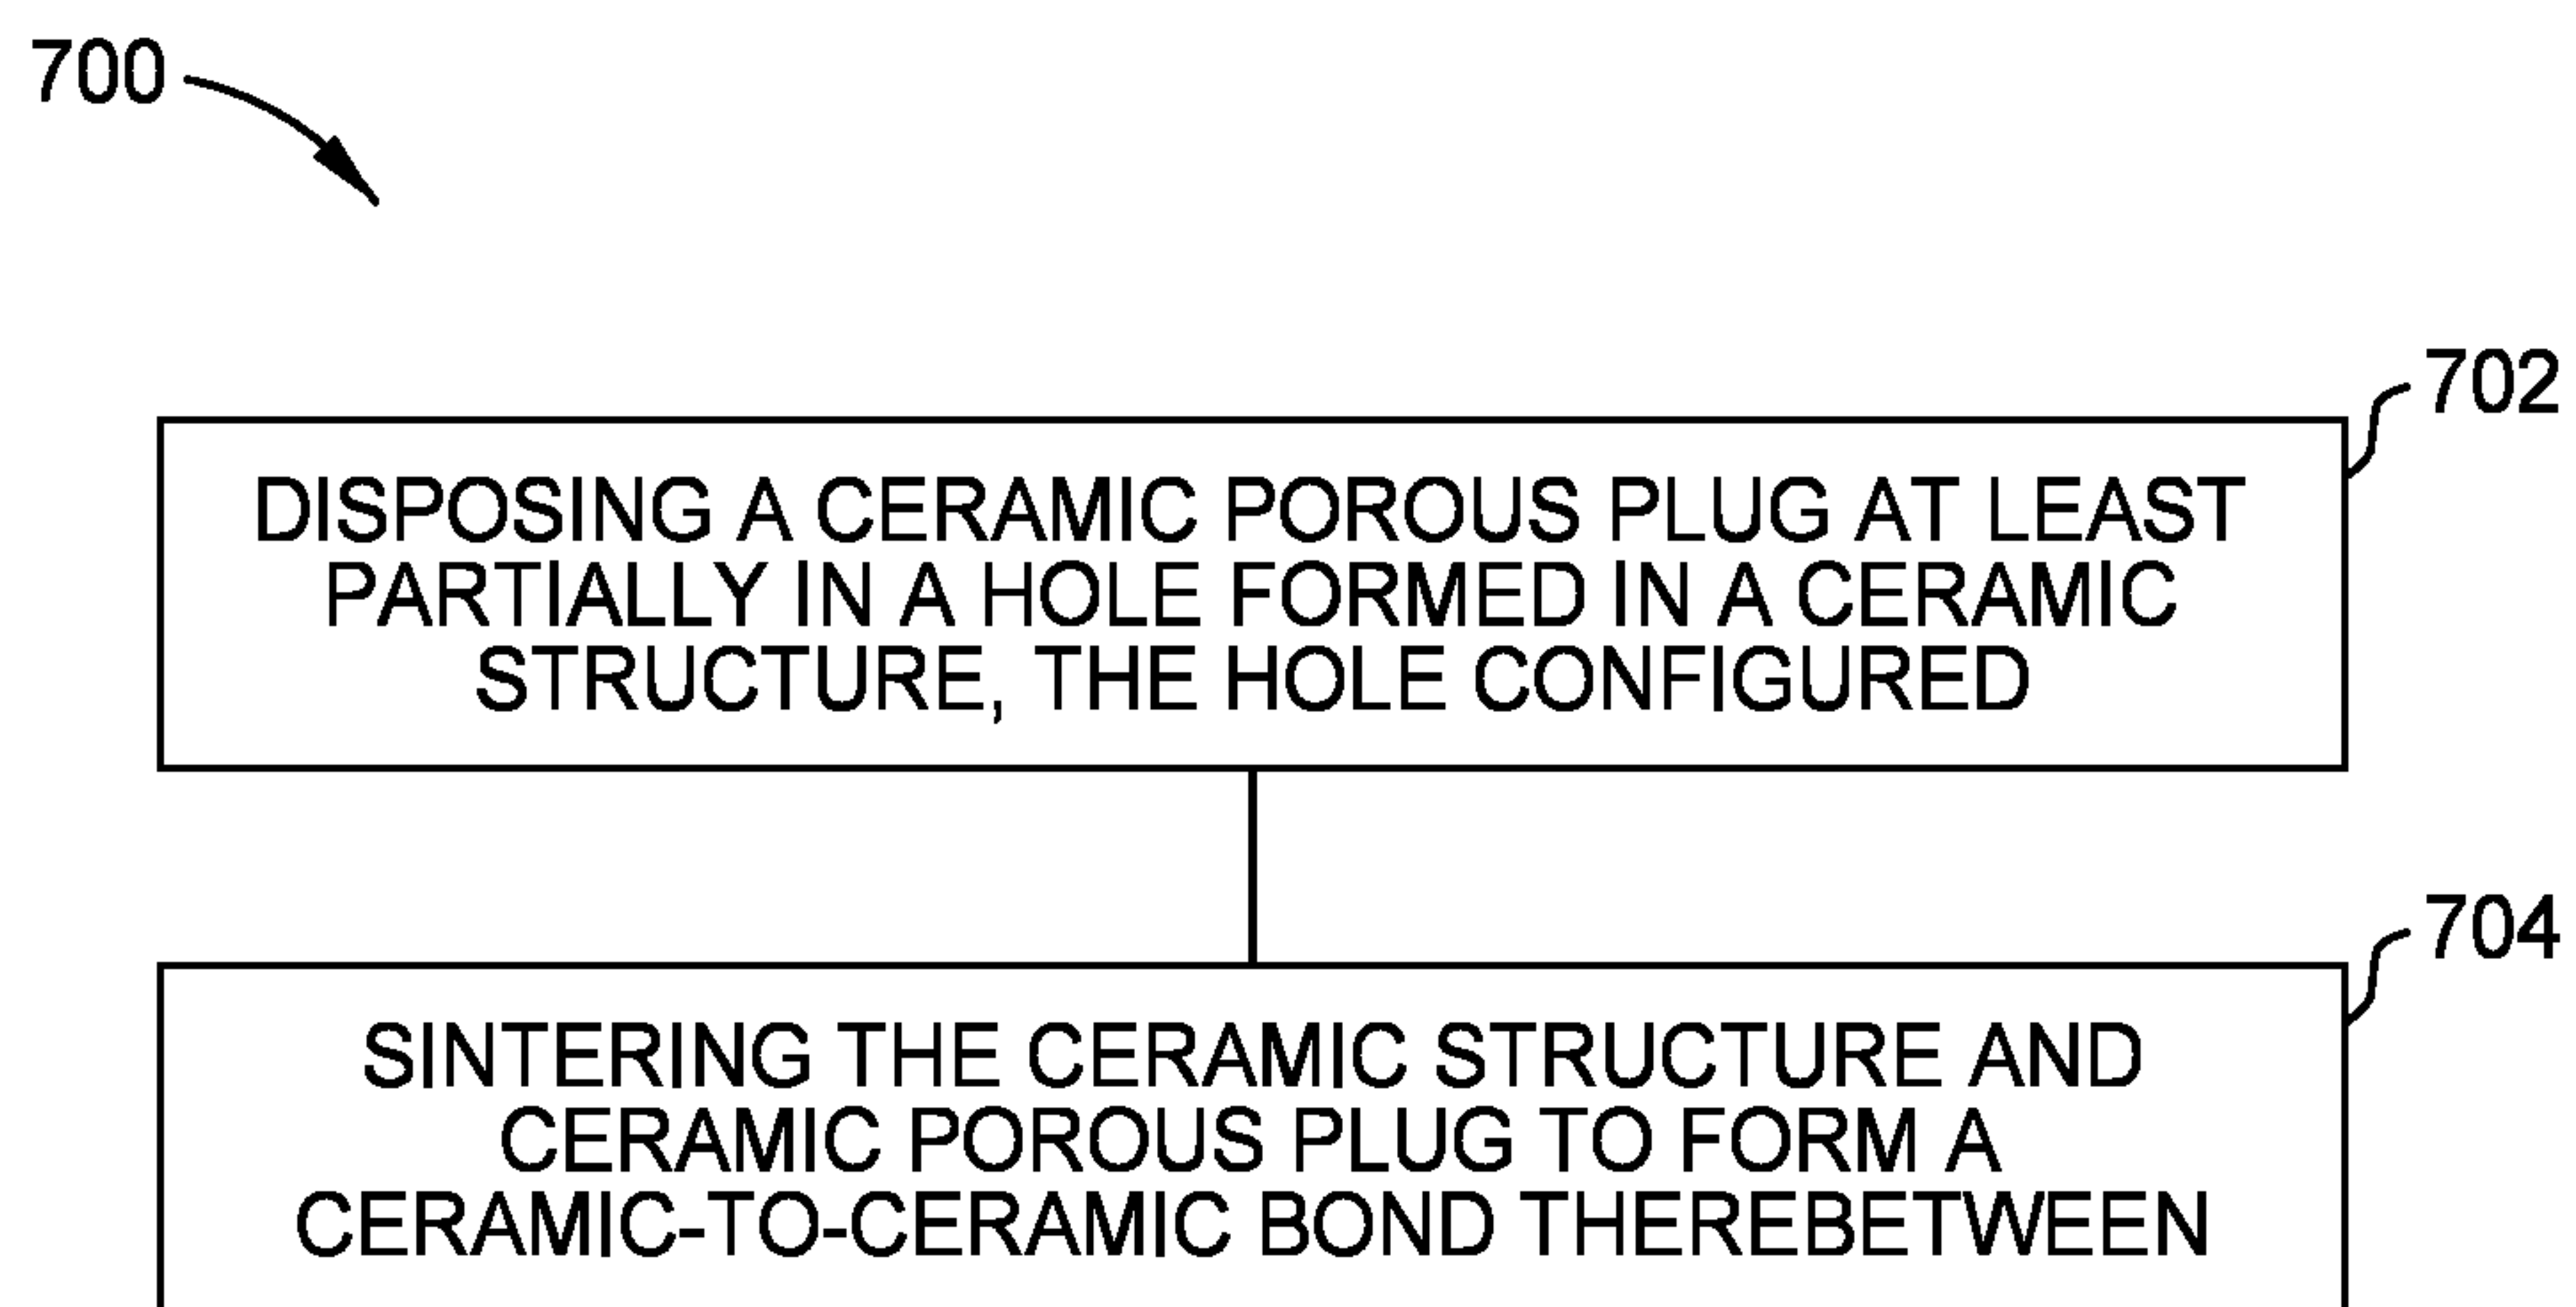 700
702
DISPOSING A CERAMIC POROUS PLUG AT LEAST
PARTIALLY IN A HOLE FORMED IN A CERAMIC
STRUCTURE, THE HOLE CONFIGURED
704
SINTERING THE CERAMIC STRUCTURE AND
CERAMIC POROUS PLUG TO FORM A
CERAMIC-TO-CERAMIC BOND THEREBETWEEN